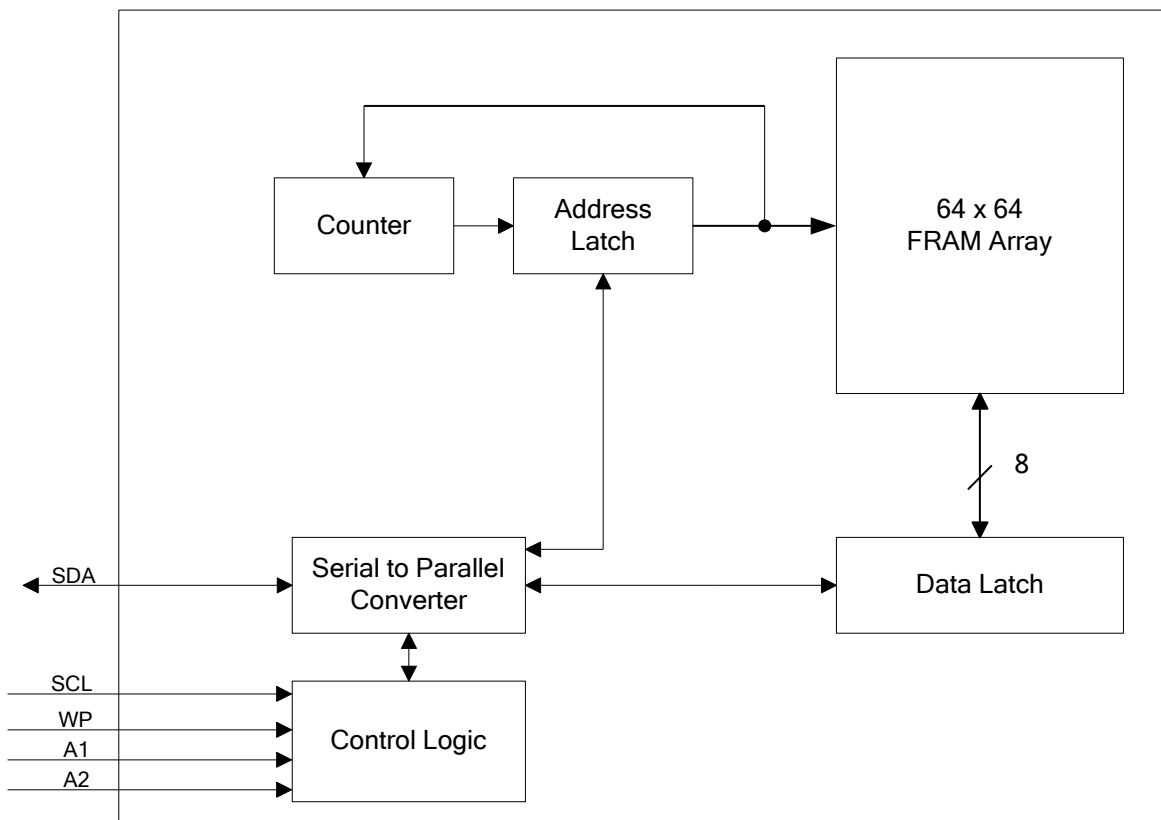 Counter
Address
Latch
64 x 64
FRAM Array
8
SDA
Serial to Parallel
Converter
Data Latch
SCL
WP
A1
A2
Control Logic